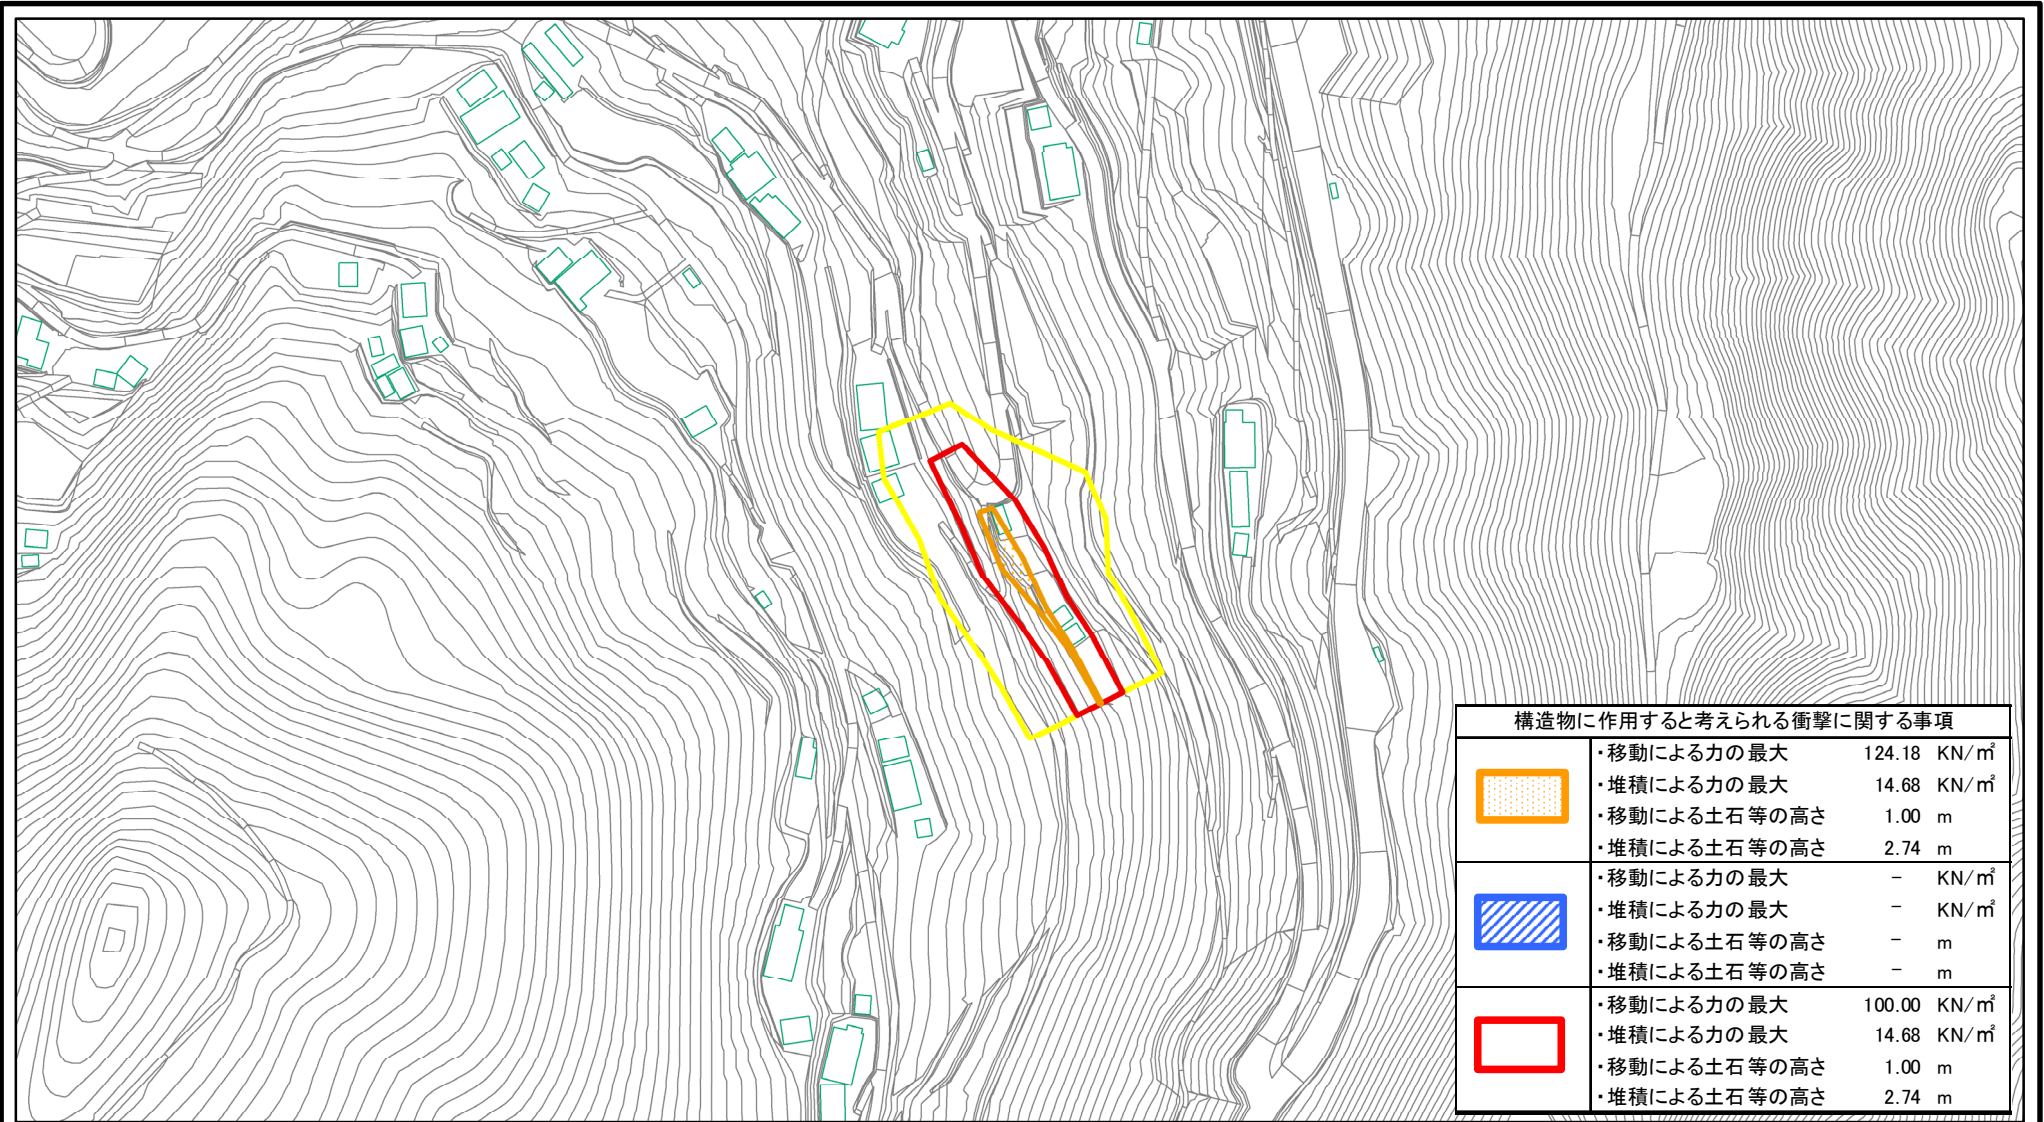 構造物に作用すると考えられる衝撃に関する事項
・移動による力の最大 124.18 KN/㎡
・堆積による力の最大 14.68 KN/㎡
・移動による土石等の高さ 1.00 m
・堆積による土石等の高さ 2.74 m
・移動による力の最大 - KN/㎡
・堆積による力の最大 - KN/㎡
・移動による土石等の高さ - m
・堆積による土石等の高さ - m
・移動による力の最大 100.00 KN/㎡
・堆積による力の最大 14.68 KN/㎡
・移動による土石等の高さ 1.00 m
・堆積による土石等の高さ 2.74 m